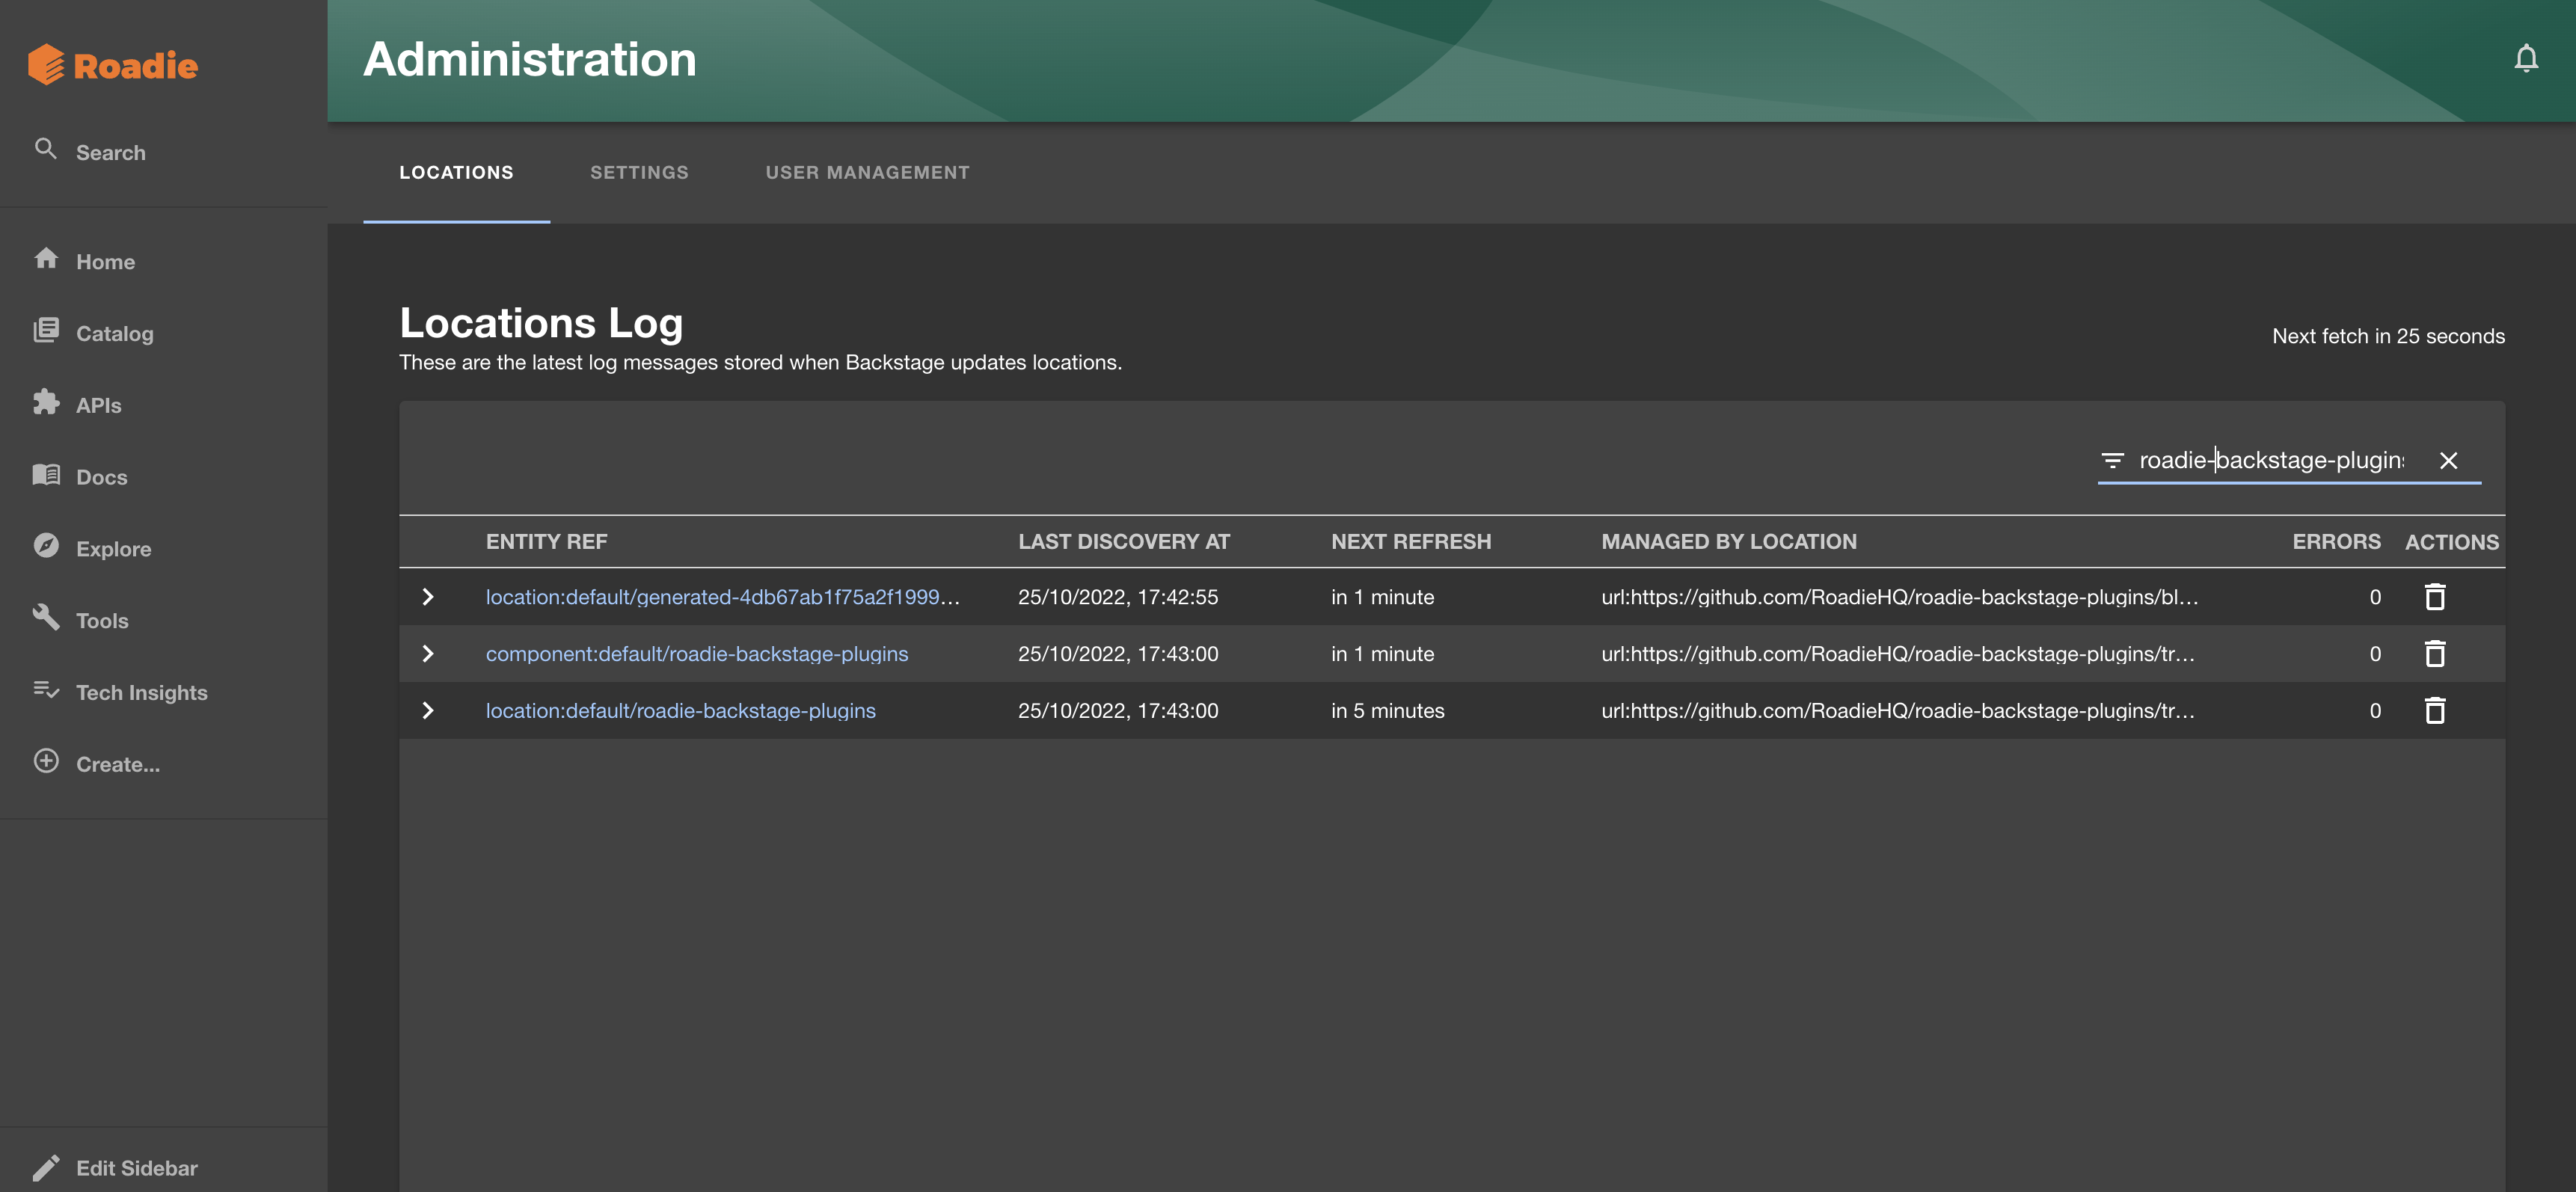 Roadie
Search
Home
Catalog
APIs
Docs
Explore
Tools
Tech Insights
Create...
Edit Sidebar
Administration
LOCATIONS SETTINGS USER MANAGEMENT
Locations Log
These are the latest log messages stored when Backstage updates locations.
Next fetch in 25 seconds
roadie-backstage-plugins
ENTITY REF LAST DISCOVERY AT NEXT REFRESH MANAGED BY LOCATION ERRORS ACTIONS
location:default/generated-4db67ab1f75a2f1999… 25/10/2022, 17:42:55 in 1 minute url:https://github.com/RoadieHQ/roadie-backstage-plugins/bl… 0
component:default/roadie-backstage-plugins 25/10/2022, 17:43:00 in 1 minute url:https://github.com/RoadieHQ/roadie-backstage-plugins/tr… 0
location:default/roadie-backstage-plugins 25/10/2022, 17:43:00 in 5 minutes url:https://github.com/RoadieHQ/roadie-backstage-plugins/tr… 0